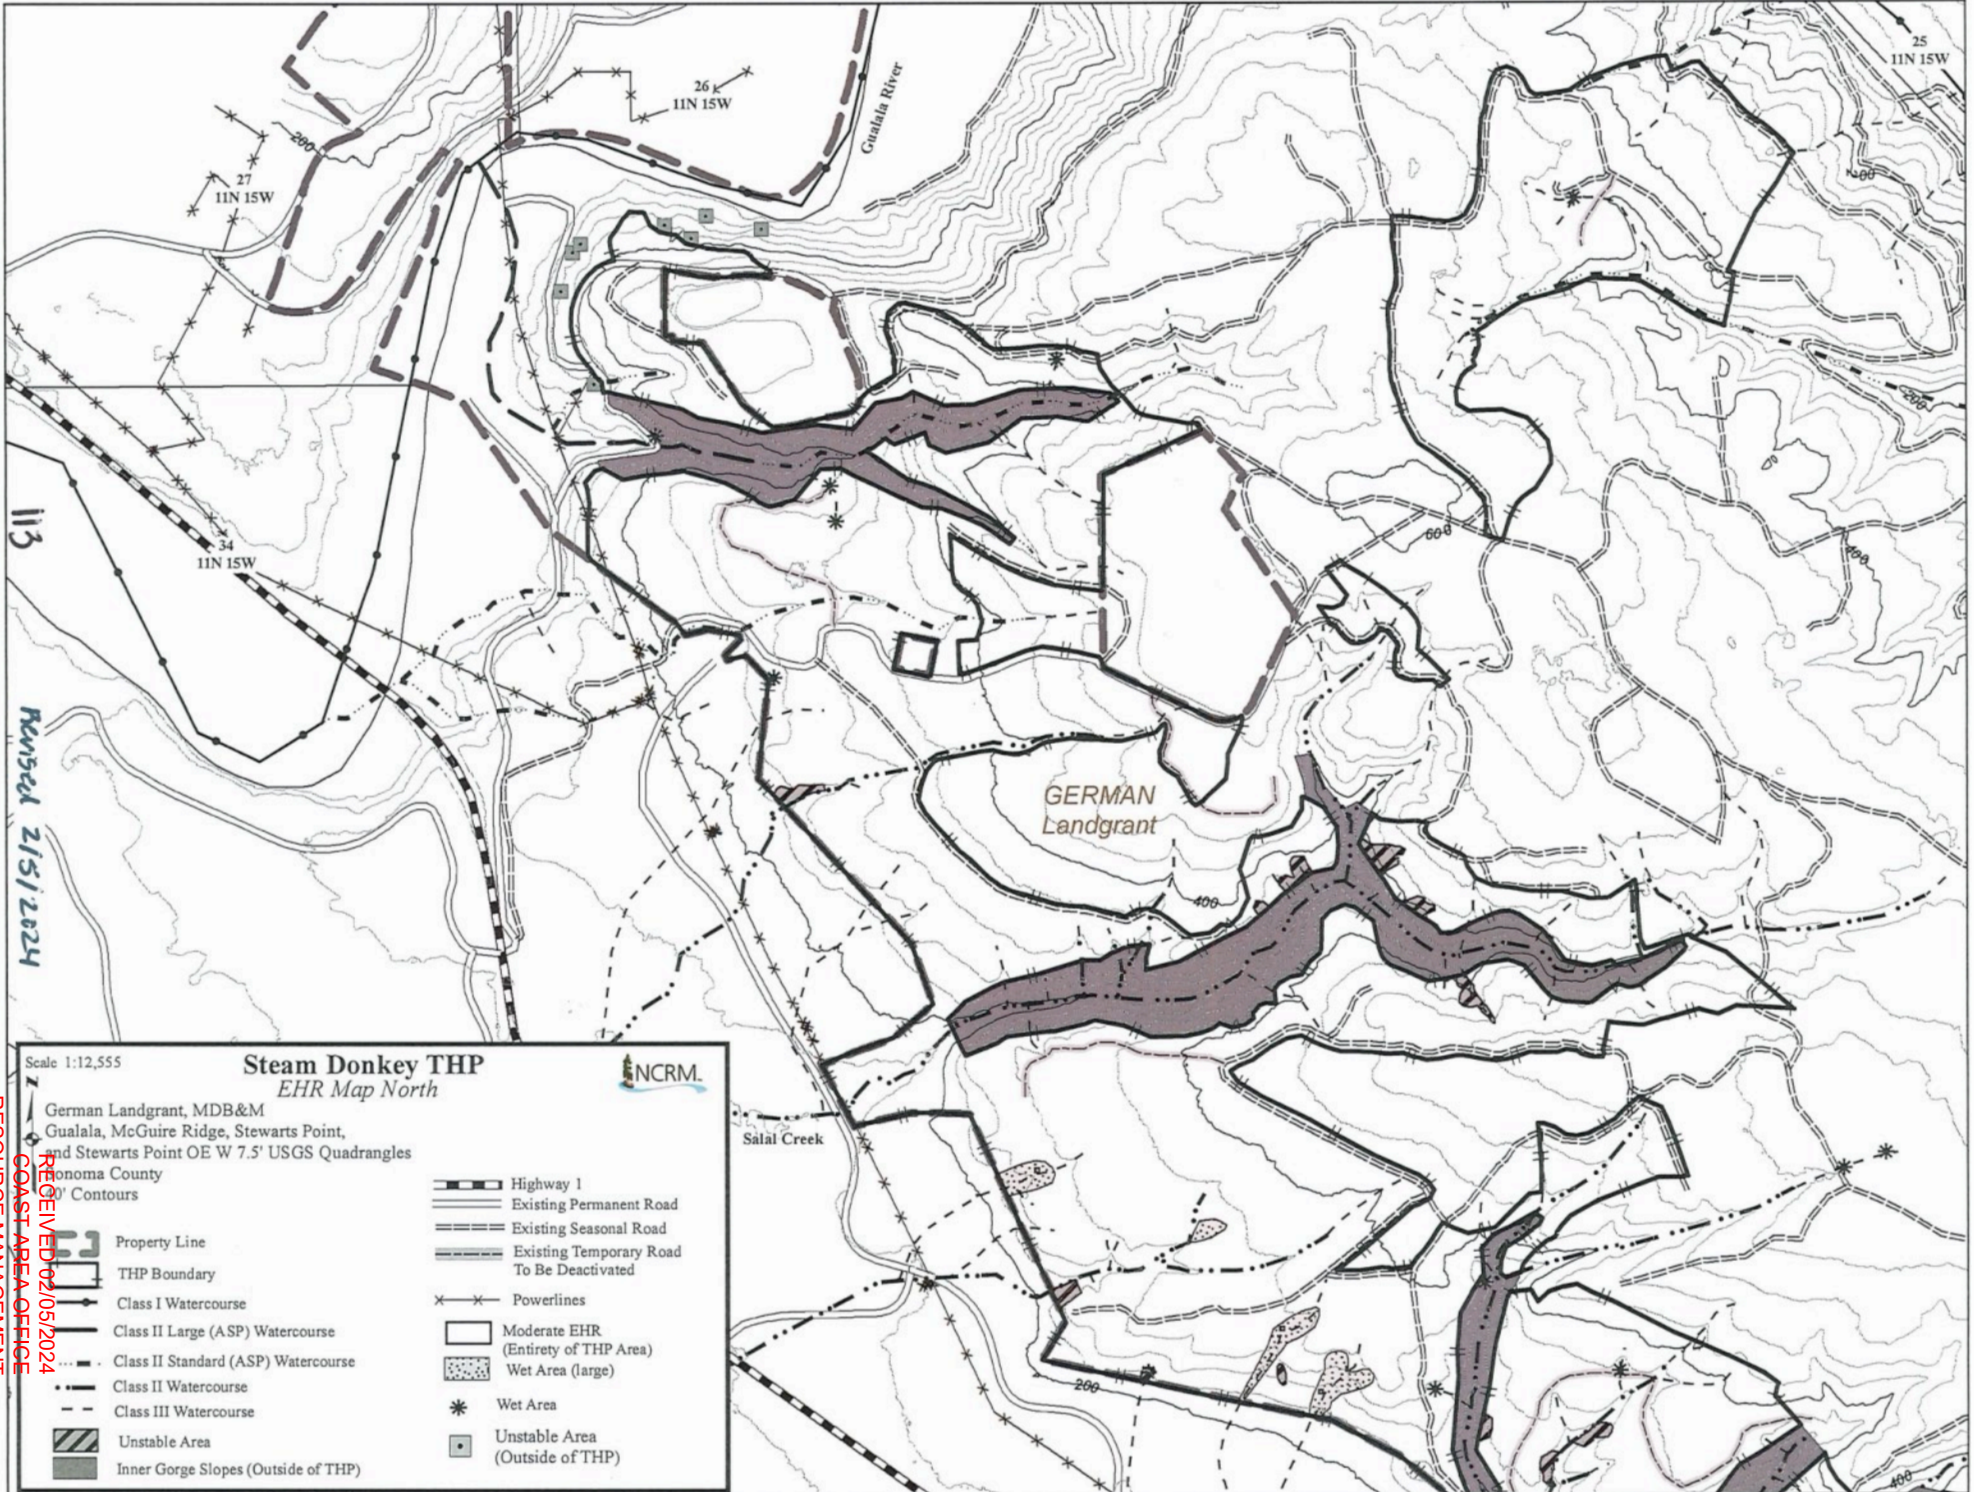 25
11N 15W
26
11N 15W
Gualala River
200
27
11N 15W
200
200
34
11N 15W
600
400
113
GERMAN
Landgrant
400
Revised 2/5/2024
Scale 1:12,555
Steam Donkey THP
EHR Map North
NCRM
N
German Landgrant, MDB&M
Gualala, McGuire Ridge, Stewarts Point,
and Stewarts Point OE W 7.5' USGS Quadrangles
Sonoma County
40' Contours
Property Line
THP Boundary
Class I Watercourse
Class II Large (ASP) Watercourse
Class II Standard (ASP) Watercourse
Class II Watercourse
Class III Watercourse
Unstable Area
Inner Gorge Slopes (Outside of THP)
Highway 1
Existing Permanent Road
Existing Seasonal Road
Existing Temporary Road
To Be Deactivated
Powerlines
Moderate EHR
(Entirety of THP Area)
Wet Area (large)
Wet Area
Unstable Area
(Outside of THP)
RECEIVED 02/05/2024
COAST AREA OFFICE
RESOURCE MANAGEMENT
Salal Creek
200
400